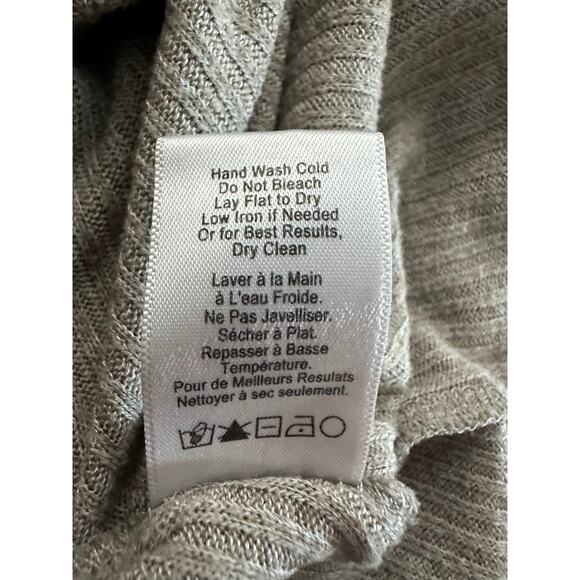 Hand Wash Cold
Do Not Bleach
Lay Flat to Dry
Low Iron if Needed
Or for Best Results,
Dry Clean
Laver à la Main
à L'eau Froide.
Ne Pas Javelliser.
Sécher à Plat.
Repasser à Basse
Température.
Pour de Meilleurs Resulats
Nettoyer à sec seulement.